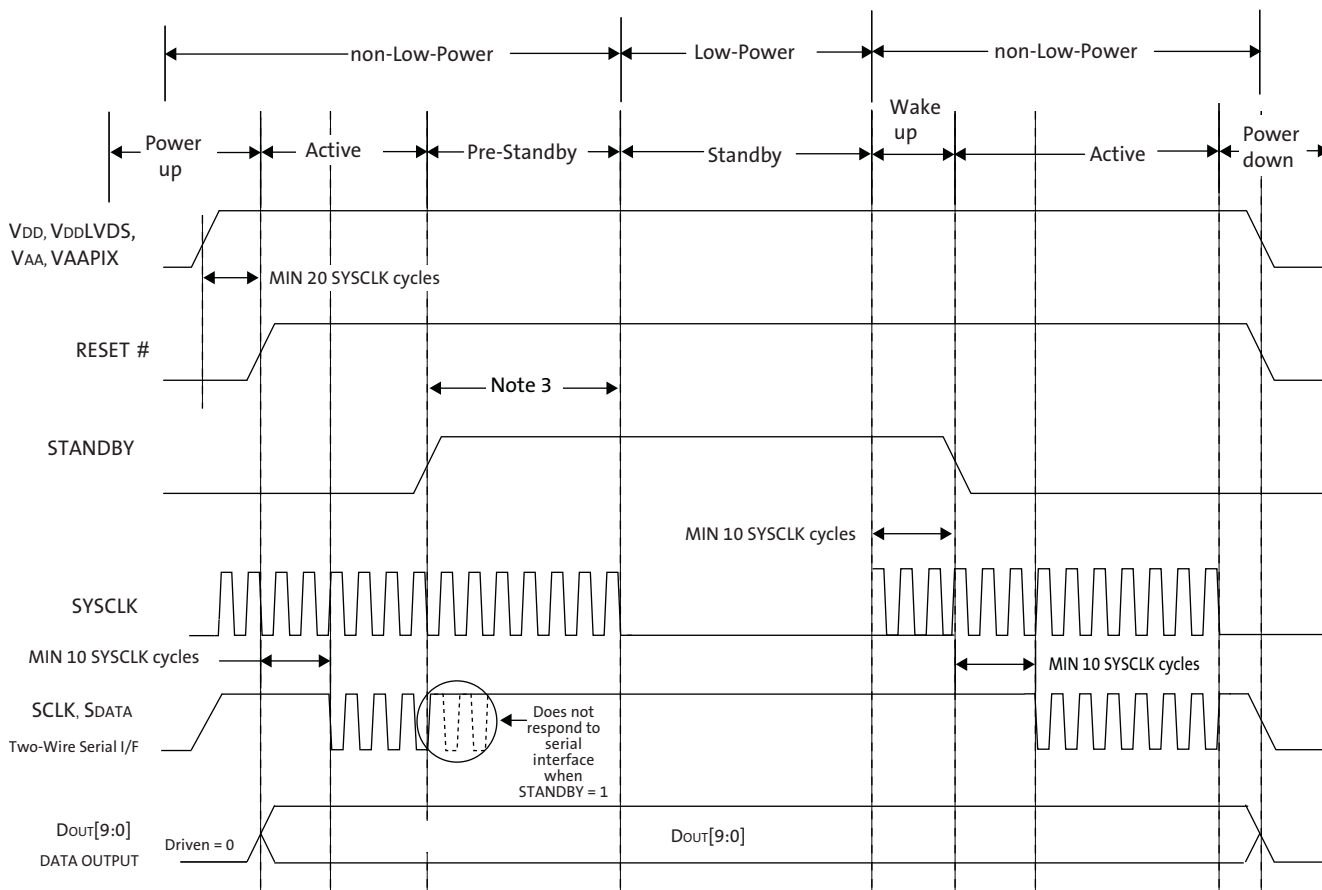 non-Low-Power
Low-Power
non-Low-Power
Power
up
Active
Pre-Standby
Standby
Wake
up
Active
Power
down
VDD, VDDLVDS,
VAA, VAAPIX
MIN 20 SYSCLK cycles
RESET #
Note 3
STANDBY
MIN 10 SYSCLK cycles
SYSCLK
MIN 10 SYSCLK cycles
MIN 10 SYSCLK cycles
SCLK, SDATA
Two-Wire Serial I/F
Does not
respond to
serial
interface
when
STANDBY = 1
DOUT[9:0]
DATA OUTPUT
Driven = 0
DOUT[9:0]